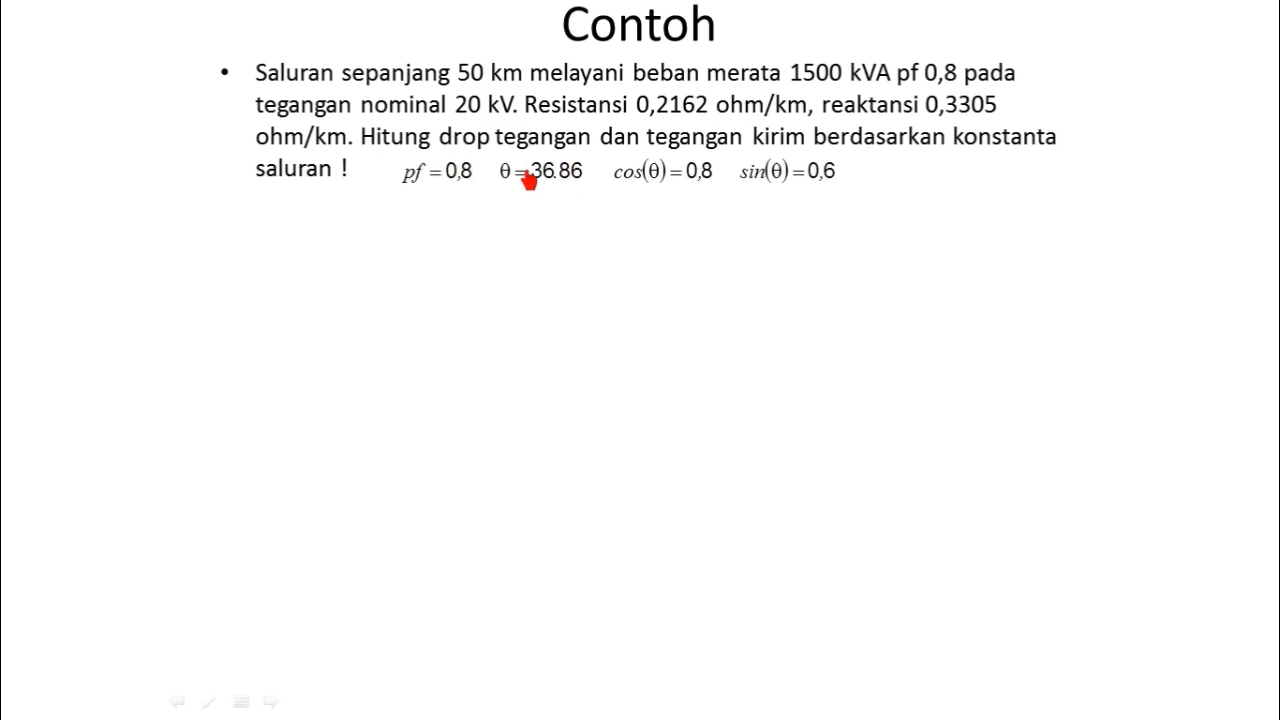 Contoh
• Saluran sepanjang 50 km melayani beban merata 1500 kVA pf 0,8 pada
tegangan nominal 20 kV. Resistansi 0,2162 ohm/km, reaktansi 0,3305
ohm/km. Hitung drop tegangan dan tegangan kirim berdasarkan konstanta
saluran ! pf = 0,8 θ = 36.86 cos(θ) = 0,8 sin(θ) = 0,6